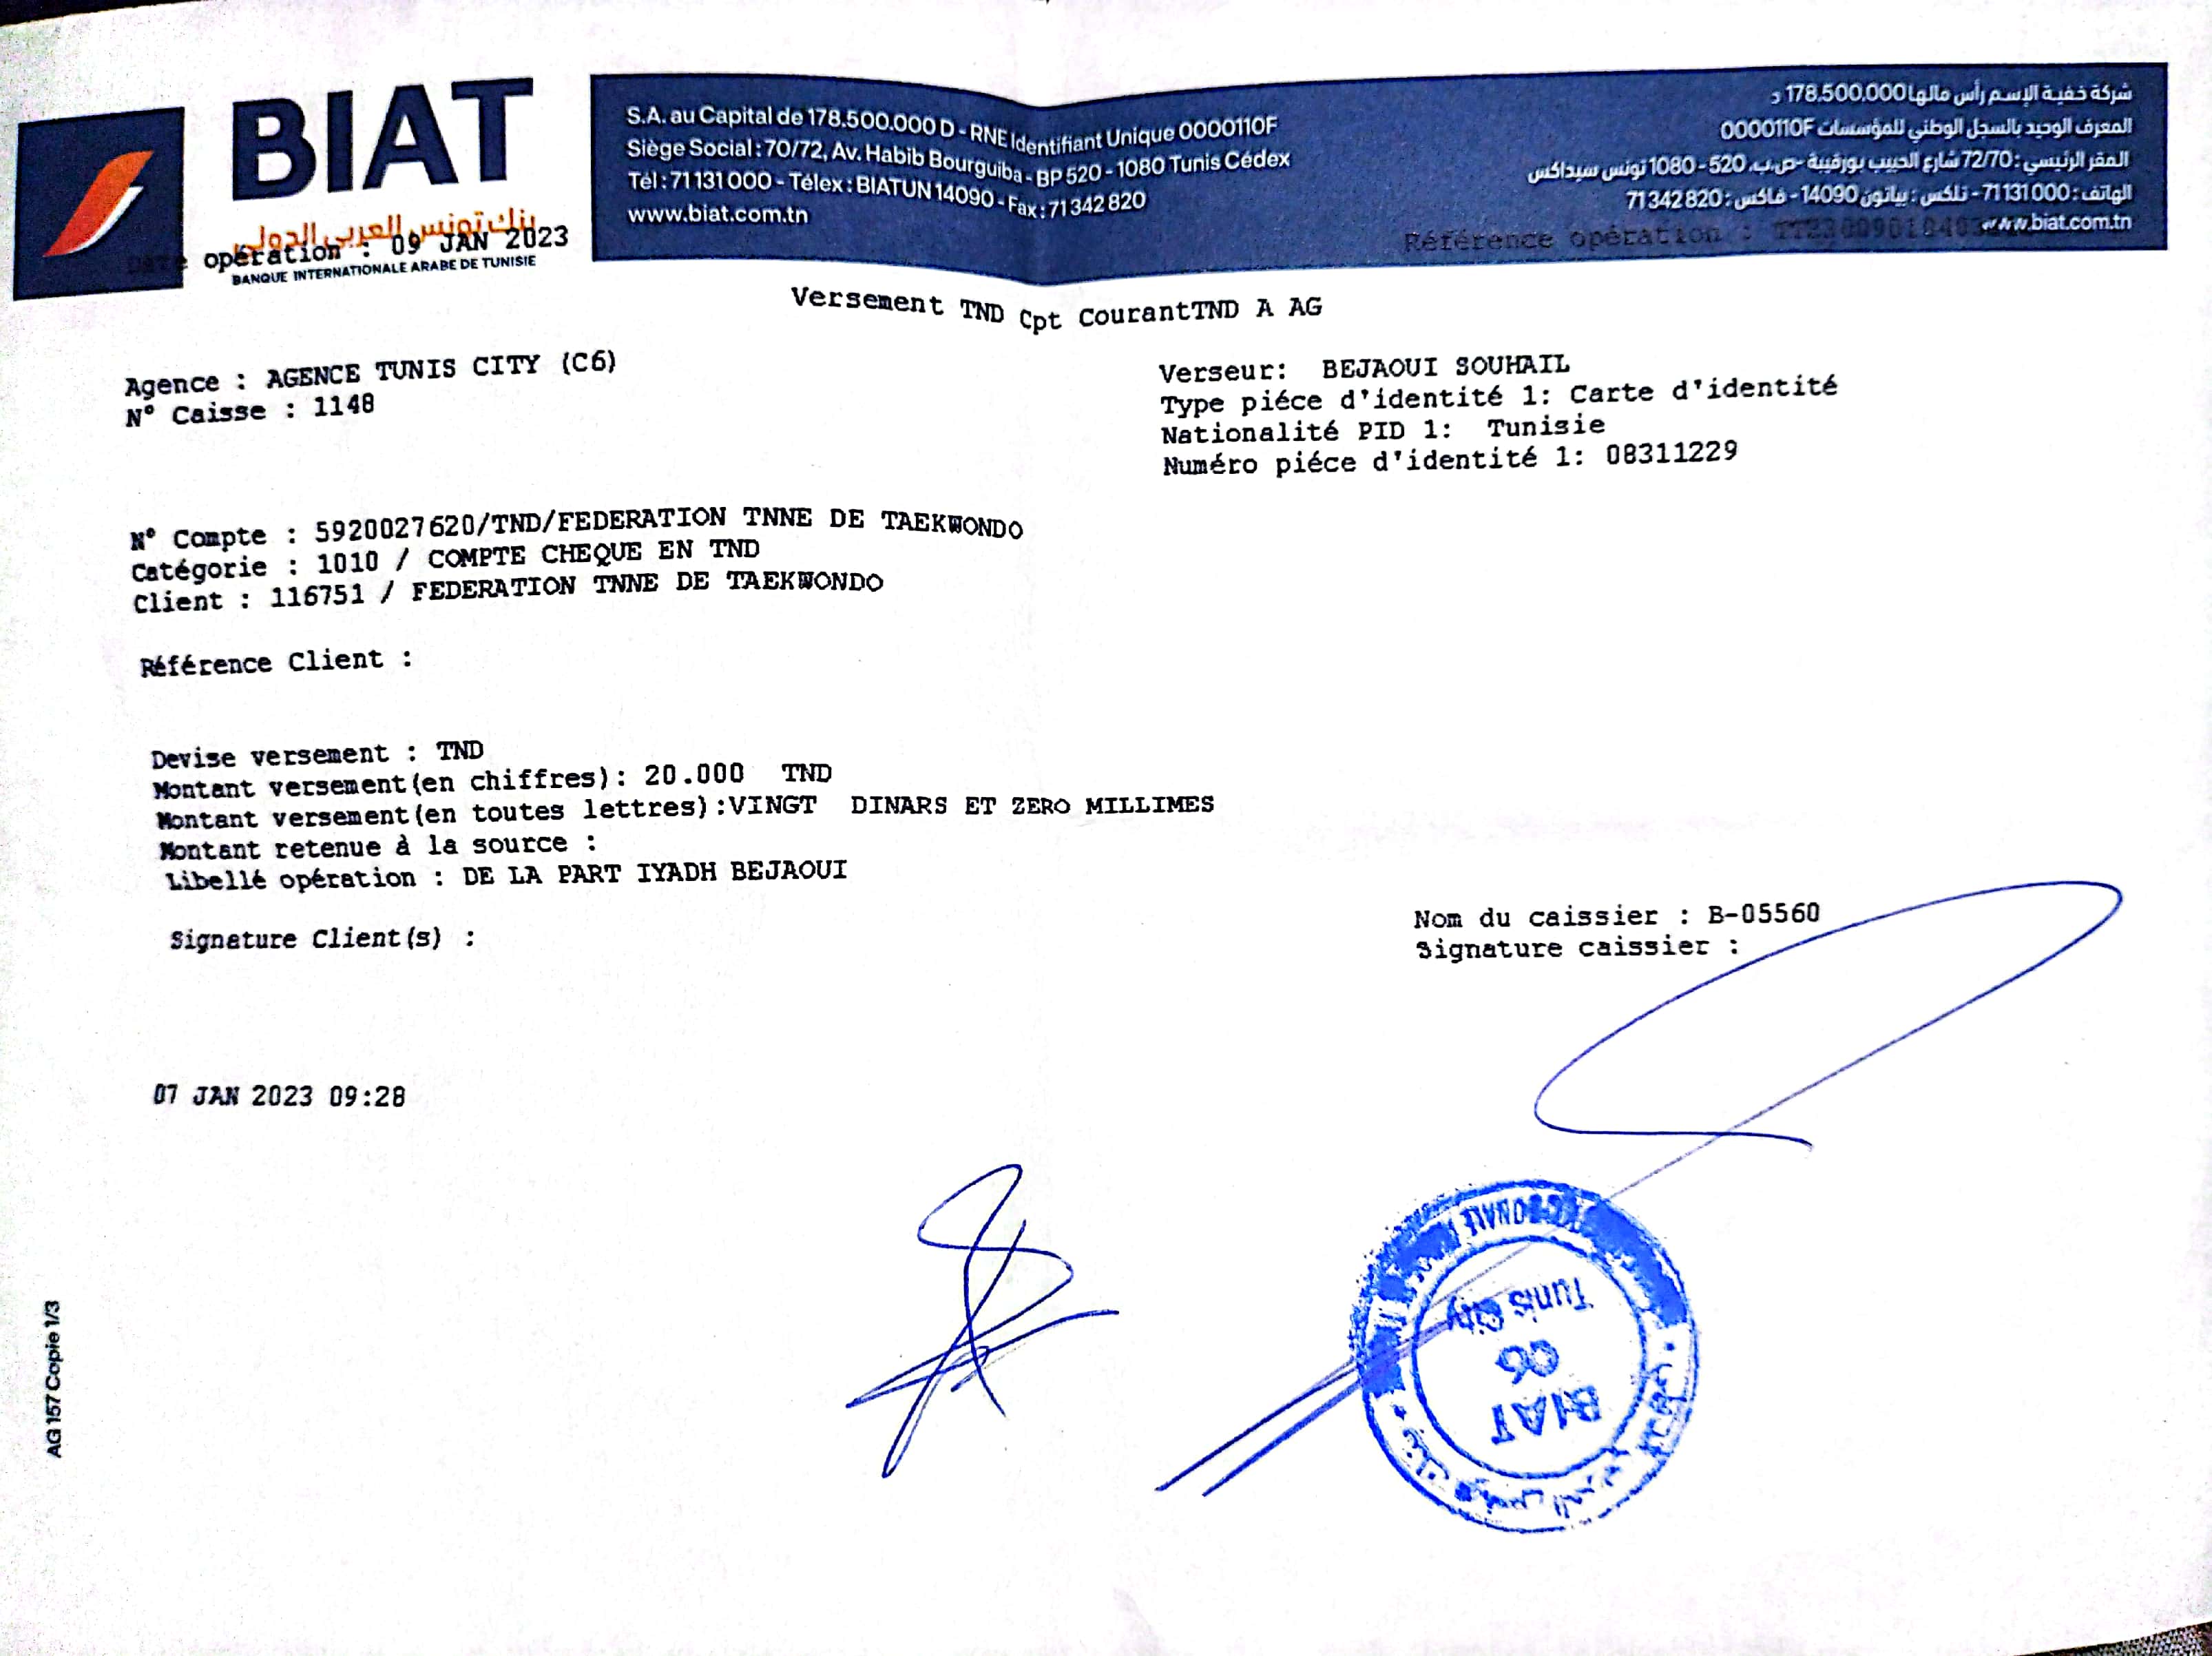 BIAT
بنك تونس العربي الدولي
Date opération : 09 JAN 2023
BANQUE INTERNATIONALE ARABE DE TUNISIE
S.A. au Capital de 178.500.000 D - RNE Identifiant Unique 0000110F
Siège Social : 70/72, Av. Habib Bourguiba - BP 520 - 1080 Tunis Cédex
Tél : 71 131 000 - Télex : BIATUN 14090 - Fax : 71 342 820
www.biat.com.tn
شركة خفية الإسم رأس مالها 178.500.000 د
المعرف الوحيد بالسجل الوطني للمؤسسات 0000110F
المقر الرئيسي : 72/70 شارع الحبيب بورقيبة -ص.ب. 520 - 1080 تونس سيداكس
الهاتف : 71 131 000 - تلكس : بياتون 14090 - فاكس : 71 342 820
www.biat.com.tn
Référence opération :
Versement TND Cpt CourantTND A AG
Agence : AGENCE TUNIS CITY (C6)
N° Caisse : 1148
Verseur: BEJAOUI SOUHAIL
Type piéce d'identité 1: Carte d'identité
Nationalité PID 1: Tunisie
Numéro piéce d'identité 1: 08311229
N° Compte : 5920027620/TND/FEDERATION TNNE DE TAEKWONDO
Catégorie : 1010 / COMPTE CHEQUE EN TND
Client : 116751 / FEDERATION TNNE DE TAEKWONDO
Référence Client :
Devise versement : TND
Montant versement(en chiffres): 20.000 TND
Montant versement(en toutes lettres):VINGT DINARS ET ZERO MILLIMES
Montant retenue à la source :
Libellé opération : DE LA PART IYADH BEJAOUI
Signature Client(s) :
Nom du caissier : B-05560
Signature caissier :
07 JAN 2023 09:28
AG 157 Copie 1/3
Tunis City
C6
BIAT